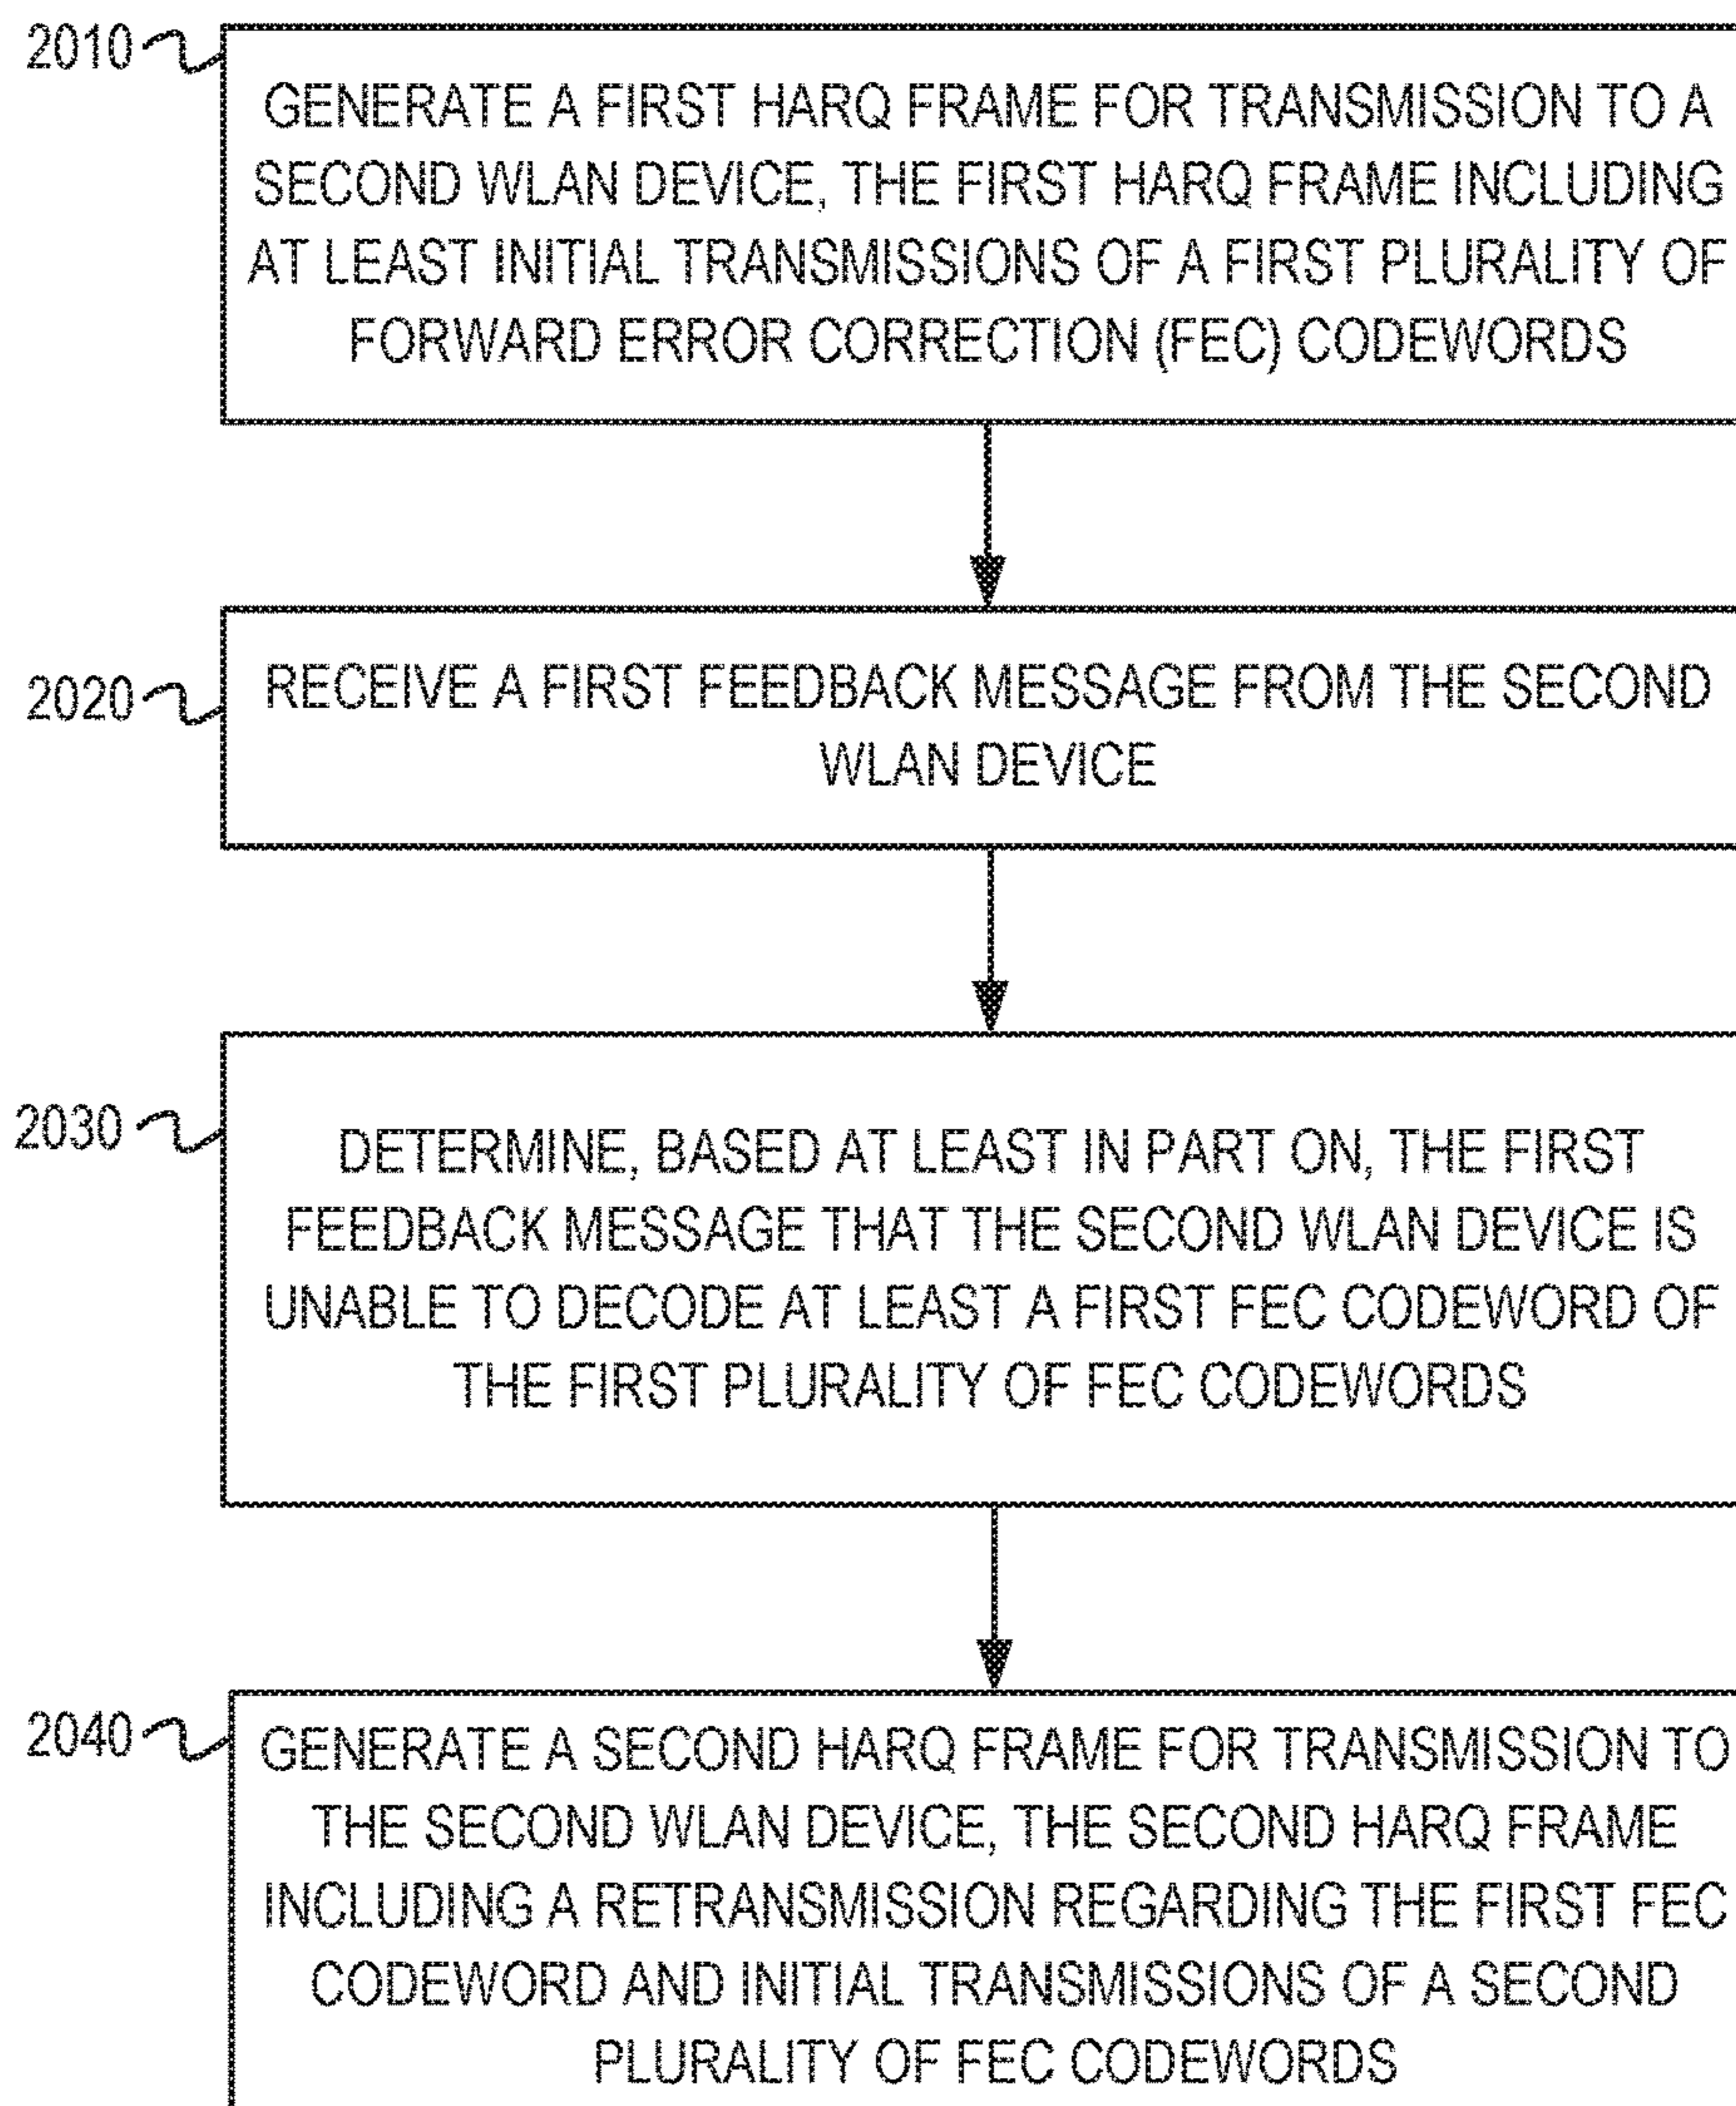 2010
GENERATE A FIRST HARQ FRAME FOR TRANSMISSION TO A
SECOND WLAN DEVICE, THE FIRST HARQ FRAME INCLUDING
AT LEAST INITIAL TRANSMISSIONS OF A FIRST PLURALITY OF
FORWARD ERROR CORRECTION (FEC) CODEWORDS
2020
RECEIVE A FIRST FEEDBACK MESSAGE FROM THE SECOND
WLAN DEVICE
2030
DETERMINE, BASED AT LEAST IN PART ON, THE FIRST
FEEDBACK MESSAGE THAT THE SECOND WLAN DEVICE IS
UNABLE TO DECODE AT LEAST A FIRST FEC CODEWORD OF
THE FIRST PLURALITY OF FEC CODEWORDS
2040
GENERATE A SECOND HARQ FRAME FOR TRANSMISSION TO
THE SECOND WLAN DEVICE, THE SECOND HARQ FRAME
INCLUDING A RETRANSMISSION REGARDING THE FIRST FEC
CODEWORD AND INITIAL TRANSMISSIONS OF A SECOND
PLURALITY OF FEC CODEWORDS